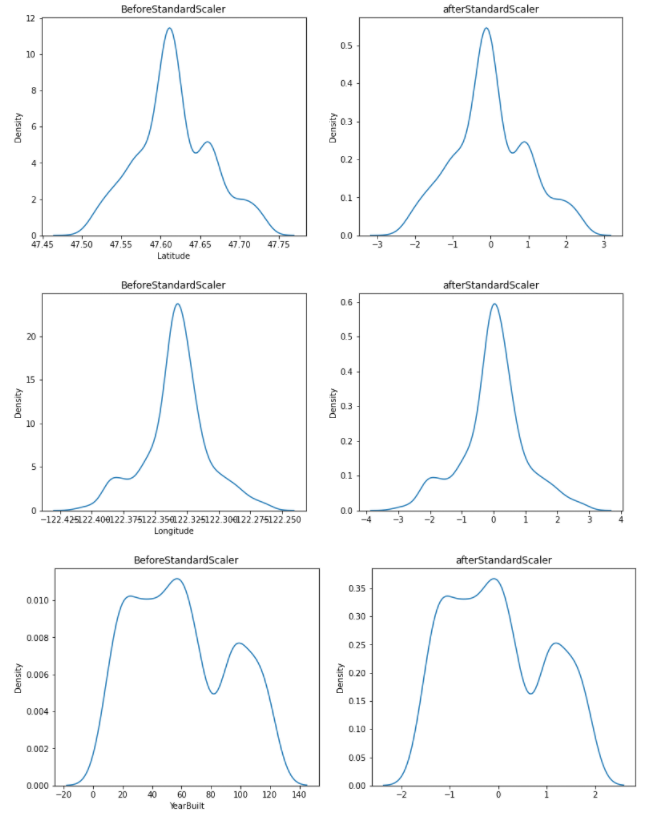 BeforeStandardScaler
12
10
8
6
4
2
0
Density
47.45 47.50 47.55 47.60 47.65 47.70 47.75
Latitude
afterStandardScaler
0.5
0.4
0.3
0.2
0.1
0.0
Density
−3 −2 −1 0 1 2 3
BeforeStandardScaler
20
15
10
5
0
Density
−122.425 −122.400 −122.375 −122.350 −122.325 −122.300 −122.275 −122.250
Longitude
afterStandardScaler
0.6
0.5
0.4
0.3
0.2
0.1
0.0
Density
−4 −3 −2 −1 0 1 2 3 4
BeforeStandardScaler
0.010
0.008
0.006
0.004
0.002
0.000
Density
−20 0 20 40 60 80 100 120 140
YearBuilt
afterStandardScaler
0.35
0.30
0.25
0.20
0.15
0.10
0.05
0.00
Density
−2 −1 0 1 2